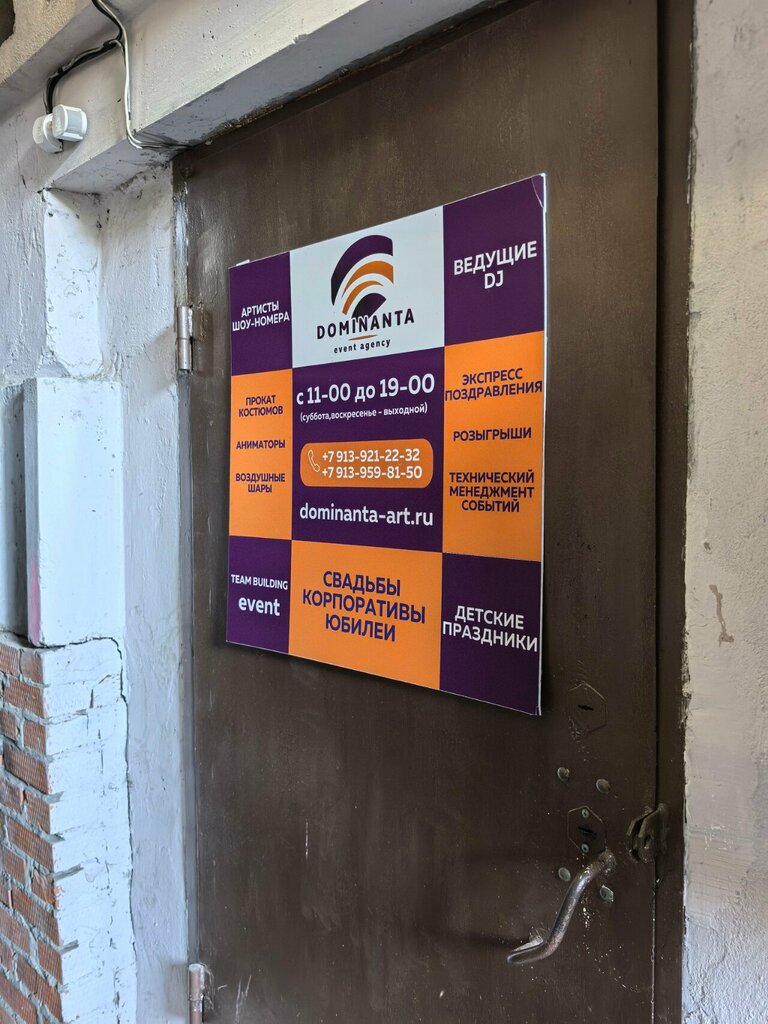 DOMINANTA
event agency
АРТИСТЫ
ШОУ-НОМЕРА
ВЕДУЩИЕ
DJ
ПРОКАТ
КОСТЮМОВ
АНИМАТОРЫ
ВОЗДУШНЫЕ
ШАРЫ
с 11-00 до 19-00
(суббота,воскресенье - выходной)
+7 913-921-22-32
+7 913-959-81-50
dominanta-art.ru
ЭКСПРЕСС
ПОЗДРАВЛЕНИЯ
РОЗЫГРЫШИ
ТЕХНИЧЕСКИЙ
МЕНЕДЖМЕНТ
СОБЫТИЙ
TEAM BUILDING
event
СВАДЬБЫ
КОРПОРАТИВЫ
ЮБИЛЕИ
ДЕТСКИЕ
ПРАЗДНИКИ